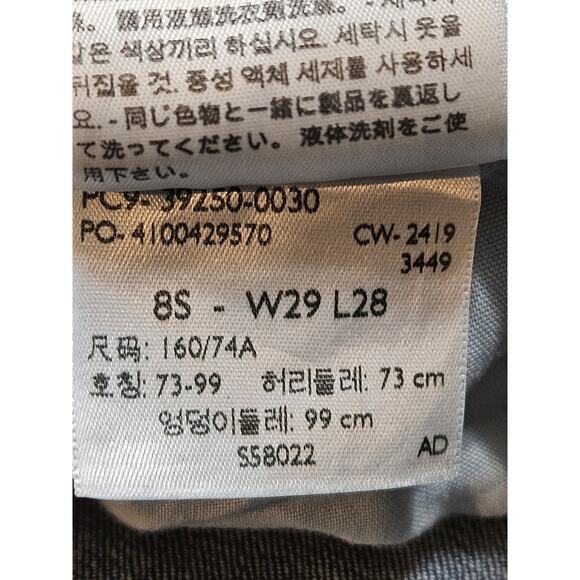 請用液態洗衣劑洗滌。 - 세탁시
같은 색상끼리 하십시요. 세탁시 옷을
뒤집을 것. 중성 액체 세제를 사용하세
요. - 同じ色物と一緒に製品を裏返し
て洗ってください。液体洗剤をご使
用下さい。
PC9- 39250-0030
PO- 4100429570 CW- 2419
3449
8S - W29 L28
尺码: 160/74A
호칭: 73-99 허리둘레: 73 cm
엉덩이둘레: 99 cm
S58022 AD